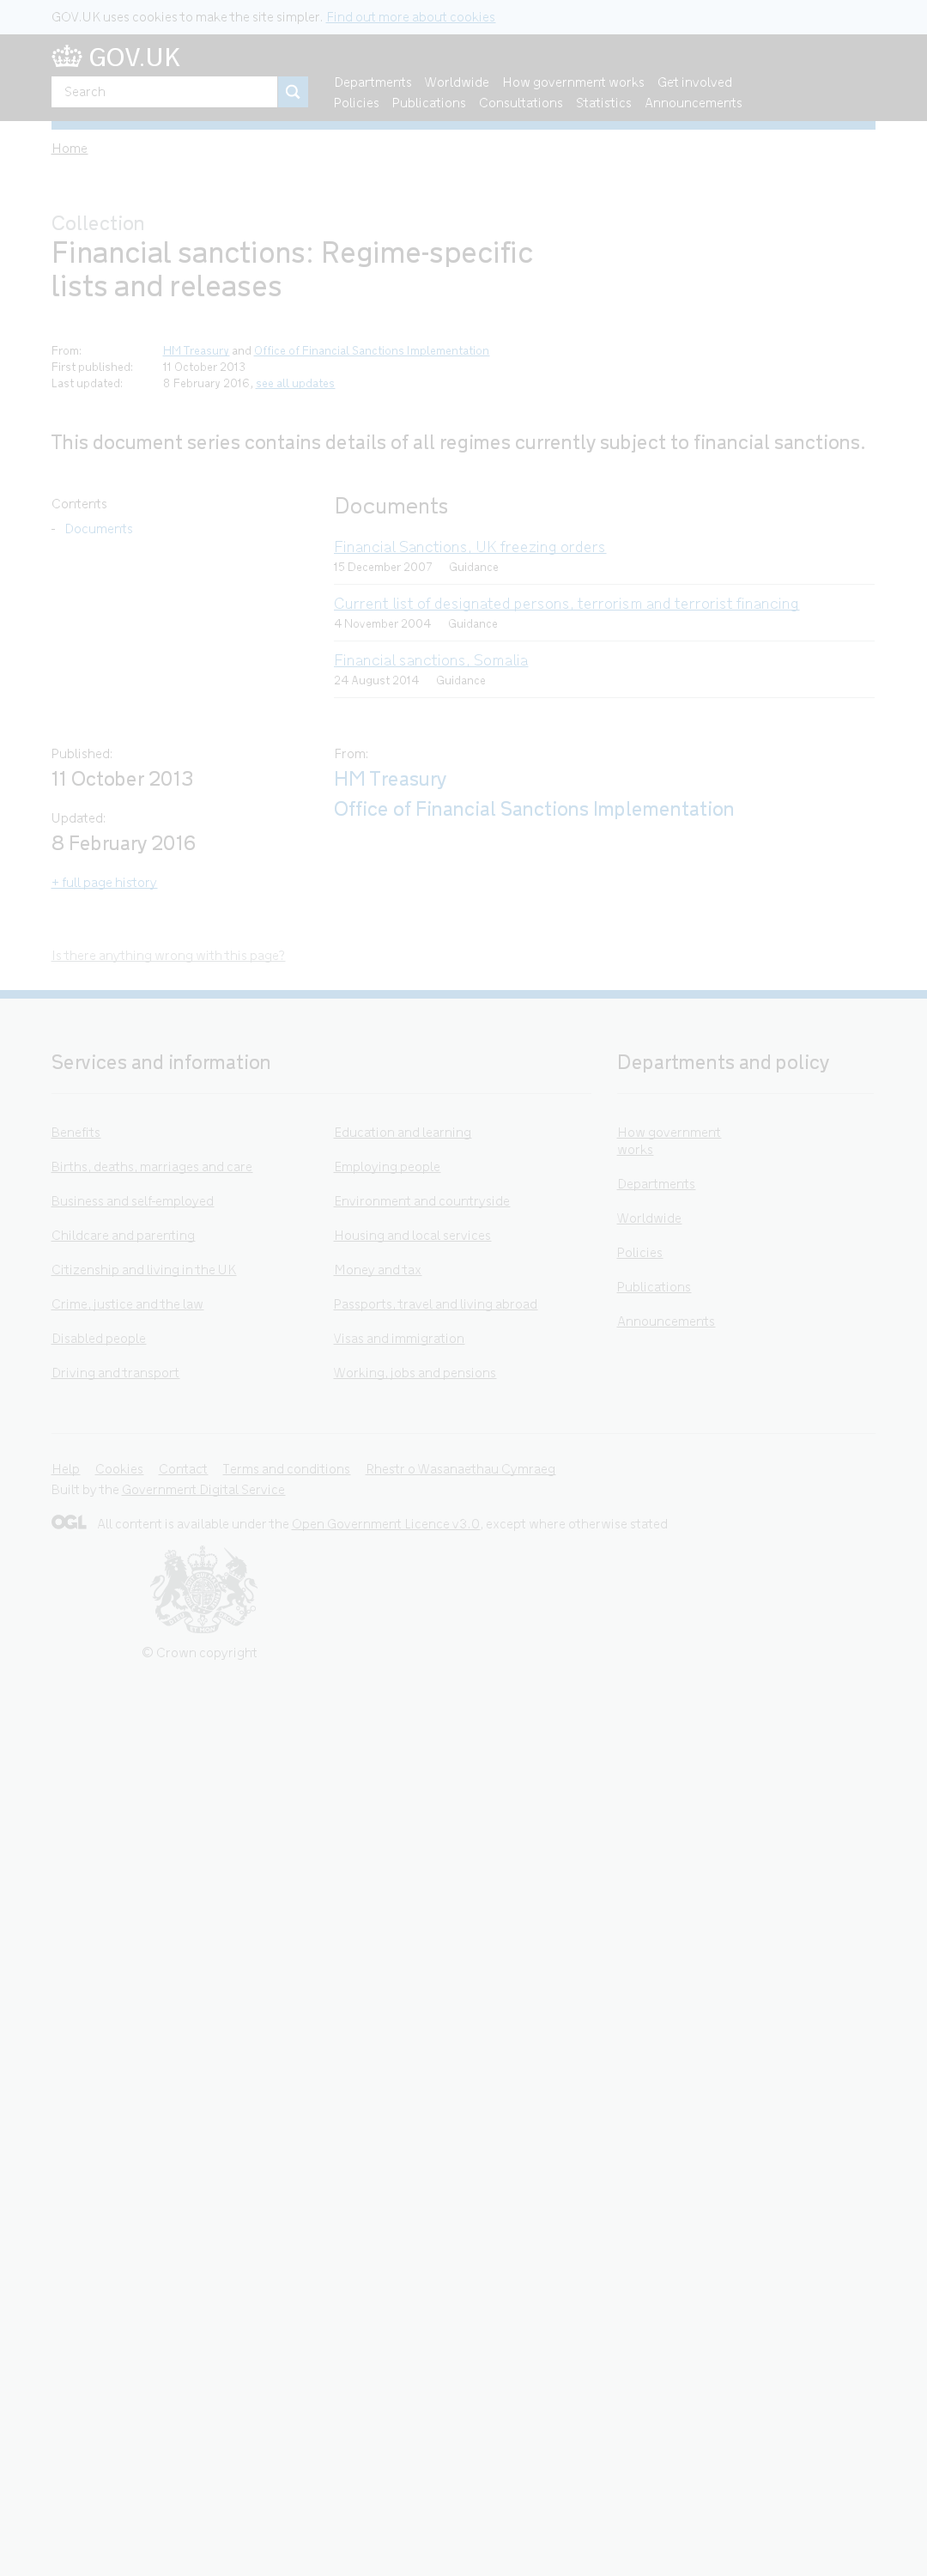 GOV.UK uses cookies to make the site simpler. Find out more about cookies
GOV.UK
Search
Departments Worldwide How government works Get involved
Policies Publications Consultations Statistics Announcements
Home
Collection
Financial sanctions: Regime-specific
lists and releases
From: HM Treasury and Office of Financial Sanctions Implementation
First published: 11 October 2013
Last updated: 8 February 2016, see all updates
This document series contains details of all regimes currently subject to financial sanctions.
Contents
- Documents
Documents
Financial Sanctions, UK freezing orders
15 December 2007 Guidance
Current list of designated persons, terrorism and terrorist financing
4 November 2004 Guidance
Financial sanctions, Somalia
24 August 2014 Guidance
Published:
11 October 2013
Updated:
8 February 2016
+ full page history
From:
HM Treasury
Office of Financial Sanctions Implementation
Is there anything wrong with this page?
Services and information
Benefits
Births, deaths, marriages and care
Business and self-employed
Childcare and parenting
Citizenship and living in the UK
Crime, justice and the law
Disabled people
Driving and transport
Education and learning
Employing people
Environment and countryside
Housing and local services
Money and tax
Passports, travel and living abroad
Visas and immigration
Working, jobs and pensions
Departments and policy
How government
works
Departments
Worldwide
Policies
Publications
Announcements
Help Cookies Contact Terms and conditions Rhestr o Wasanaethau Cymraeg
Built by the Government Digital Service
OGL All content is available under the Open Government Licence v3.0, except where otherwise stated
© Crown copyright